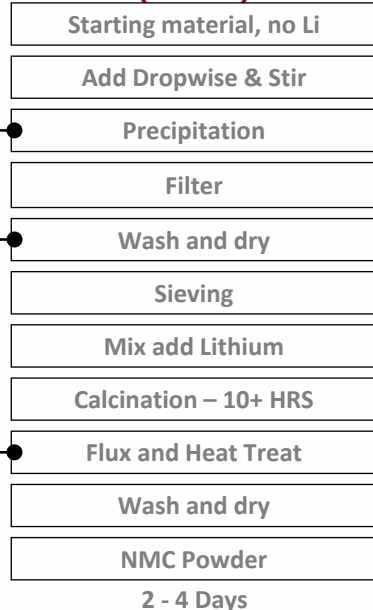 Starting material, no Li
Add Dropwise & Stir
Precipitation
Filter
Wash and dry
Sieving
Mix add Lithium
Calcination – 10+ HRS
Flux and Heat Treat
Wash and dry
NMC Powder
2 - 4 Days